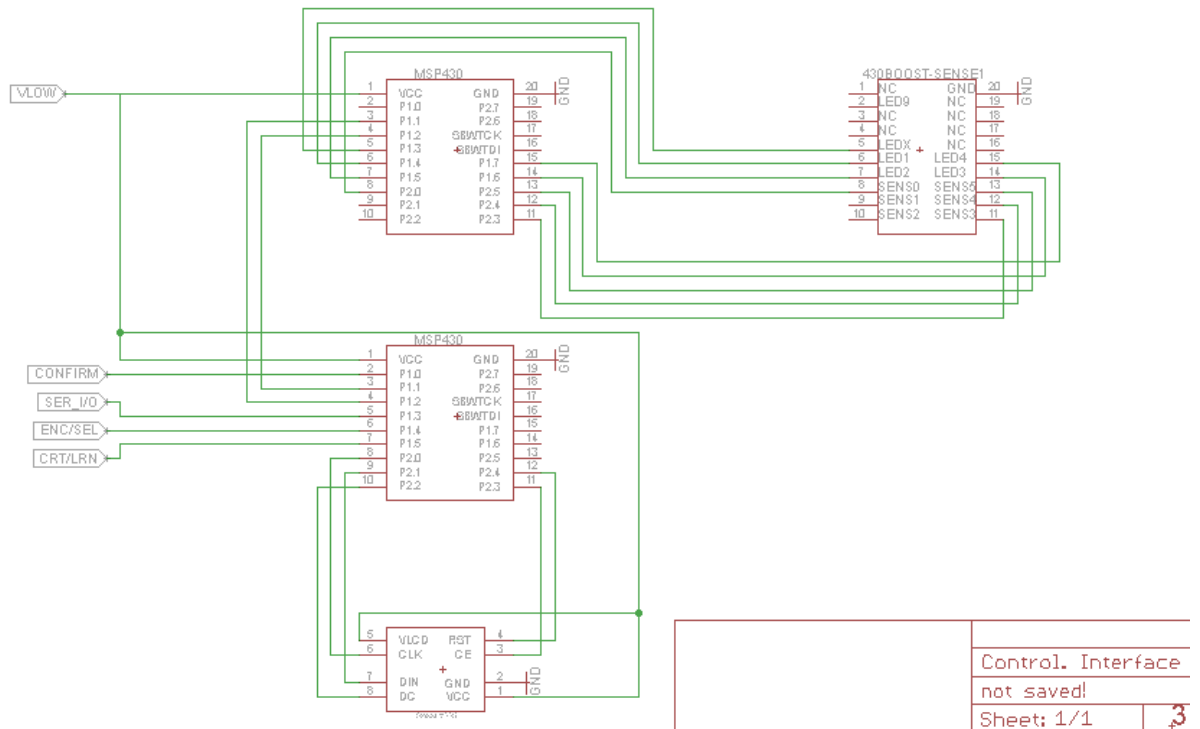 MSP430
430BOOST-SENSE1
VLOW
1 VCC GND 20 GND
2 P1.0 P2.7 19
3 P1.1 P2.6 18
4 P1.2 SBWTCK 17
5 P1.3 SBWTDI 16
6 P1.4 P1.7 15
7 P1.5 P1.6 14
8 P2.0 P2.5 13
9 P2.1 P2.4 12
10 P2.2 P2.3 11
1 NC GND 20 GND
2 LED9 NC 19
3 NC NC 18
4 NC NC 17
5 LEDX NC 16
6 LED1 LED4 15
7 LED2 LED3 14
8 SENS0 SENS5 13
9 SENS1 SENS4 12
10 SENS2 SENS3 11
MSP430
1 VCC GND 20 GND
2 P1.0 P2.7 19
3 P1.1 P2.6 18
4 P1.2 SBWTCK 17
5 P1.3 SBWTDI 16
6 P1.4 P1.7 15
7 P1.5 P1.6 14
8 P2.0 P2.5 13
9 P2.1 P2.4 12
10 P2.2 P2.3 11
CONFIRM
SER_I/O
ENC/SEL
CRT/LRN
5 VLCD RST 4
6 CLK CE 3
7 DIN GND 2 GND
8 DC VCC 1
Control. Interface
not saved!
Sheet: 1/1
3